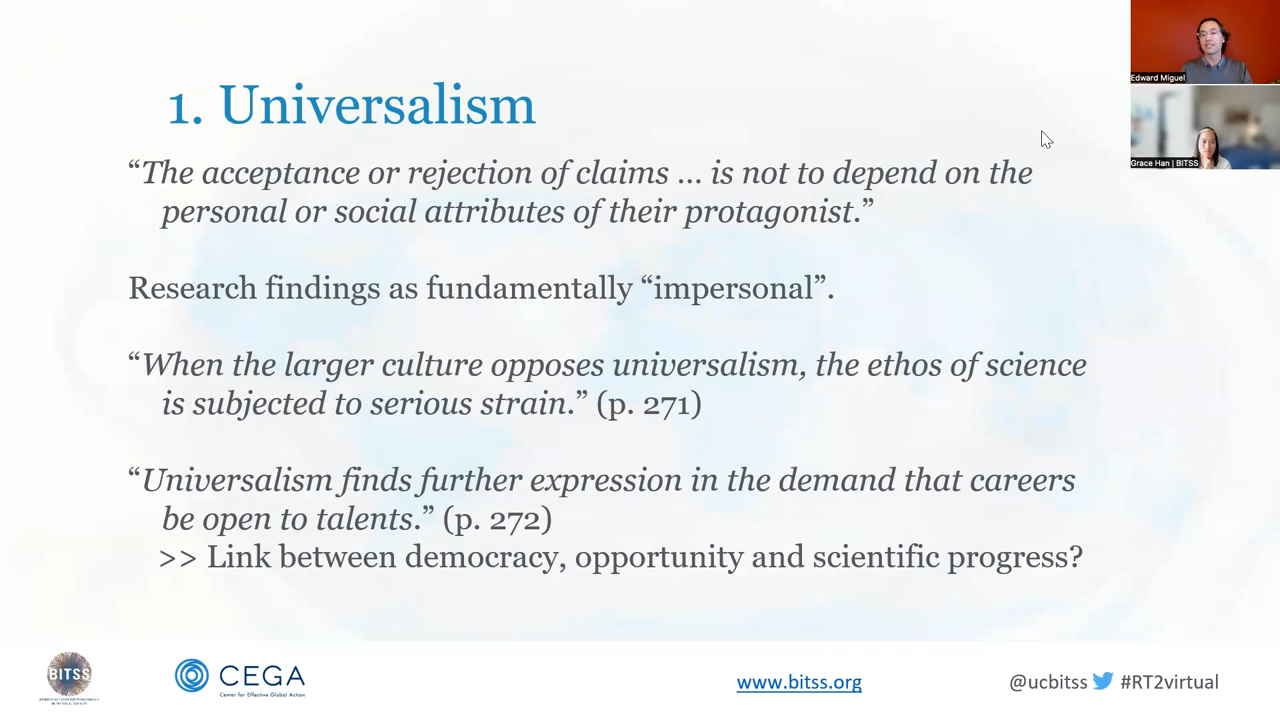 1. Universalism
“The acceptance or rejection of claims ... is not to depend on the
personal or social attributes of their protagonist.”
Research findings as fundamentally “impersonal”.
“When the larger culture opposes universalism, the ethos of science
is subjected to serious strain.” (p. 271)
“Universalism finds further expression in the demand that careers
be open to talents.” (p. 272)
>> Link between democracy, opportunity and scientific progress?
Edward Miguel
Grace Han | BITSS
BITSS
CEGA
Center for Effective Global Action
www.bitss.org
@ucbitss #RT2virtual